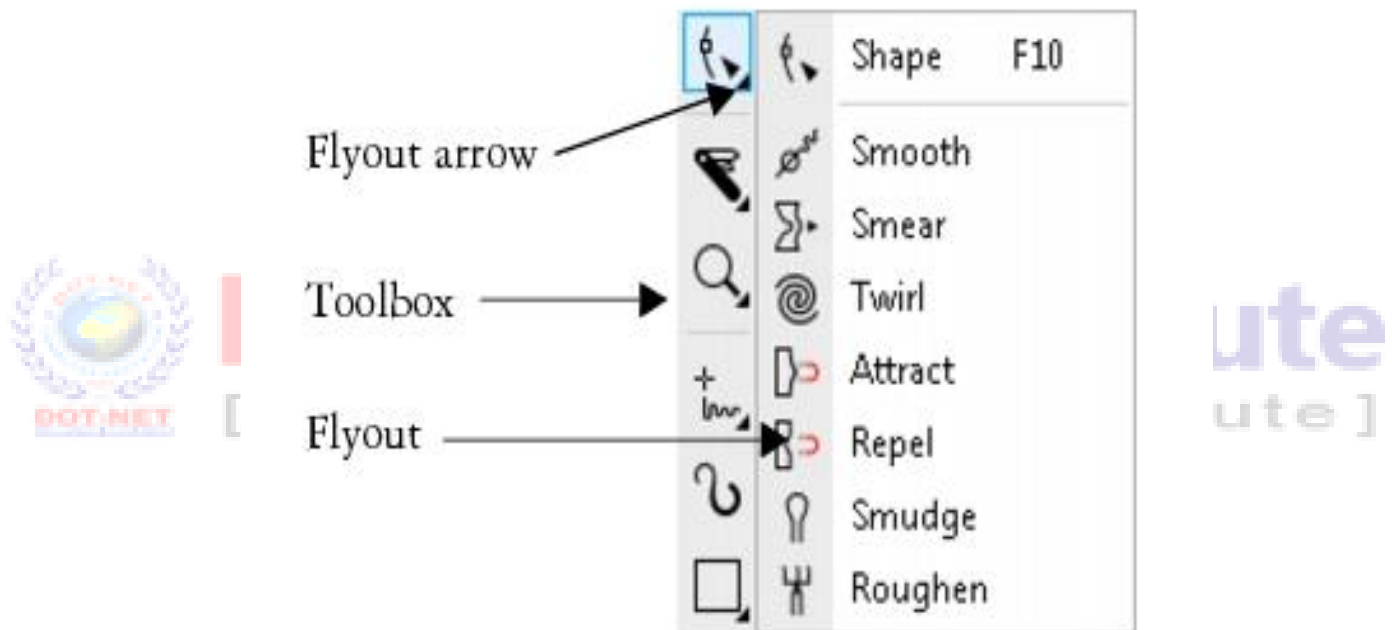 Shape F10
Flyout arrow
Smooth
Smear
Toolbox
Twirl
Attract
Flyout
Repel
Smudge
Roughen
DOT-NET
ute
[ ute ]